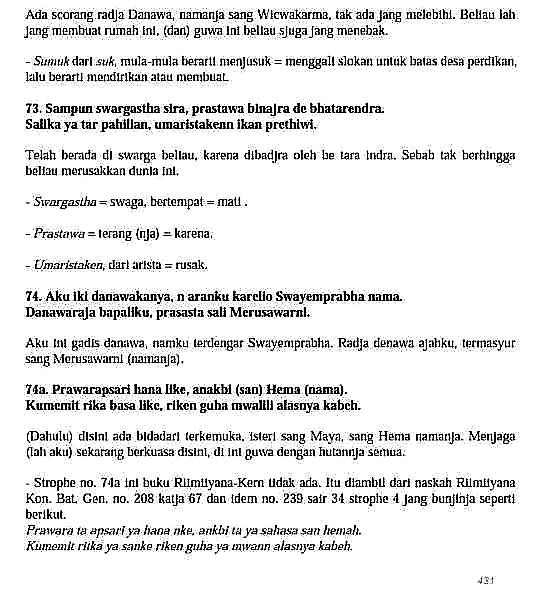 Ada seorang radja Danawa, namanja sang Wicwakarma, tak ada jang melebihi. Beliau lah
jang membuat rumah ini, (dan) guwa ini beliau sjuga jang menebak.
- Sumuk dari suk, mula-mula berarti menjusuk = menggali slokan untuk batas desa perdikan,
lalu berarti mendirikan atau membuat.
73. Sampun swargastha sira, prastawa binajra de bhatarendra.
Salika ya tar pahilian, umaristakenn ikan prethiwi.
Telah berada di swarga beliau, karena dibadjra oleh be tara Indra. Sebab tak berhingga
beliau merusakkan dunia ini.
- Swargastha = swaga, bertempat = mati .
- Prastawa = terang (nja) = karena.
- Umaristaken, dari arista = rusak.
74. Aku iki danawakanya, n aranku karelio Swayemprabha nama.
Danawaraja bapaliku, prasasta sali Merusawarni.
Aku ini gadis danawa, namku terdengar Swayemprabha. Radja denawa ajahku, termasyur
sang Merusawarni (namanja).
74a. Prawarapsari hana like, anakbi (san) Hema (nama).
Kumemit rika basa like, riken guha mwalili alasnya kabeh.
(Dahulu) disini ada bidadari terkemuka, isteri sang Maya, sang Hema namanja. Menjaga
(lah aku) sekarang berkuasa disini, di ini guwa dengan hutannja semua.
- Strophe no. 74a ini buku Rilmiiyana-Kern tidak ada. Itu diambil dari naskah Rilmiiyana
Kon. Bat. Gen. no. 208 katja 67 dan idem no. 239 sair 34 strophe 4 jang bunjinja seperti
berikut.
Prawara ta apsari ya hana nke, ankbi ta ya sahasa san hemah.
Kumemit riika ya sanke riken guha ya mwann alasnya kabeh.
431